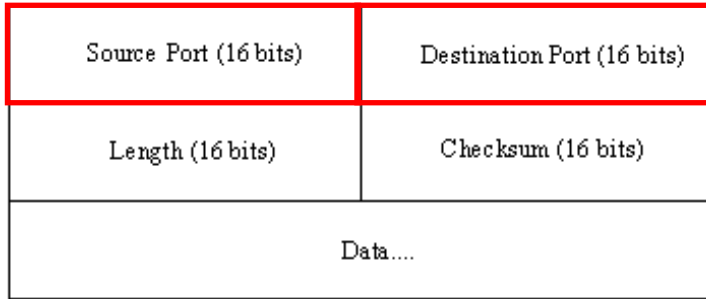 Source Port (16 bits)
Destination Port (16 bits)
Length (16 bits)
Checksum (16 bits)
Data....